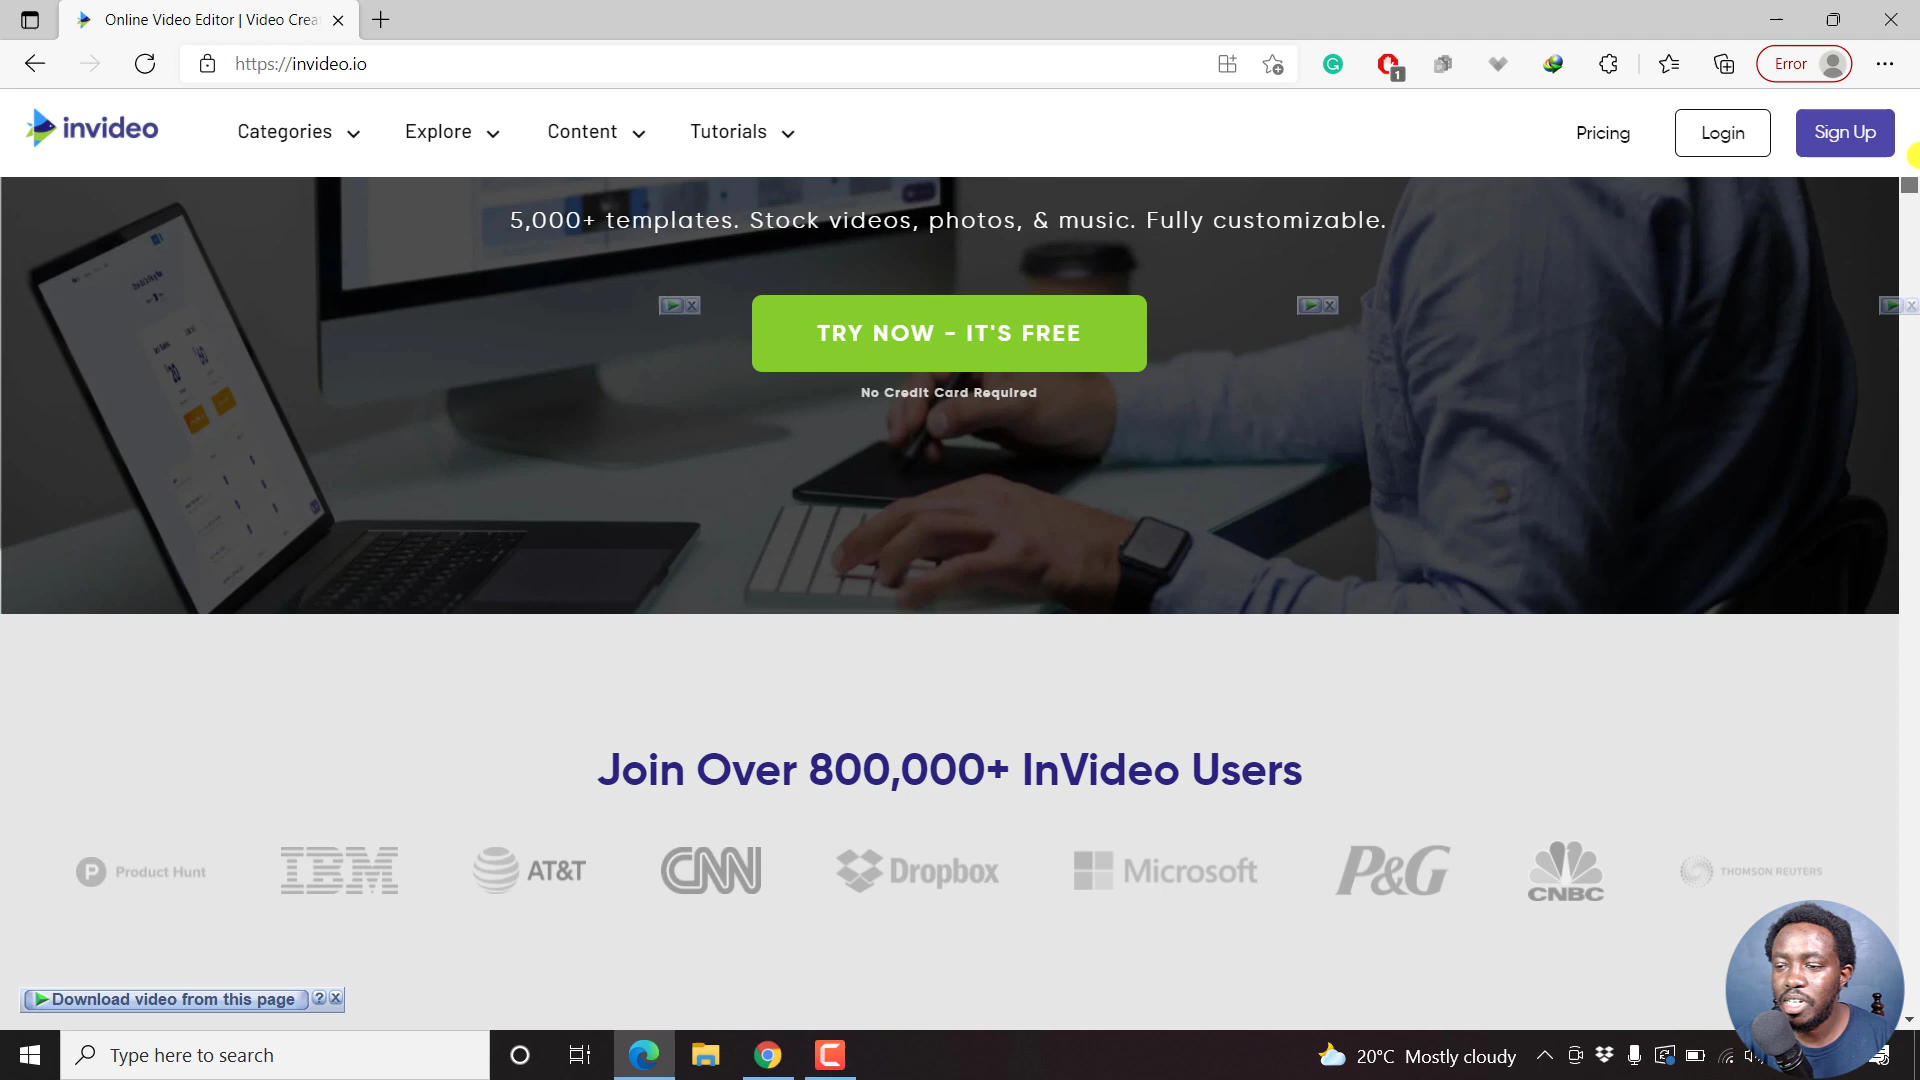 Online Video Editor | Video Crea
https://invideo.io
1
Error
invideo
Categories
Explore
Content
Tutorials
Pricing
Login
Sign Up
5,000+ templates. Stock videos, photos, & music. Fully customizable.
TRY NOW - IT'S FREE
No Credit Card Required
Join Over 800,000+ InVideo Users
Product Hunt
IBM
AT&T
CNN
Dropbox
Microsoft
P&G
CNBC
THOMSON REUTERS
Download video from this page
Type here to search
20°C Mostly cloudy